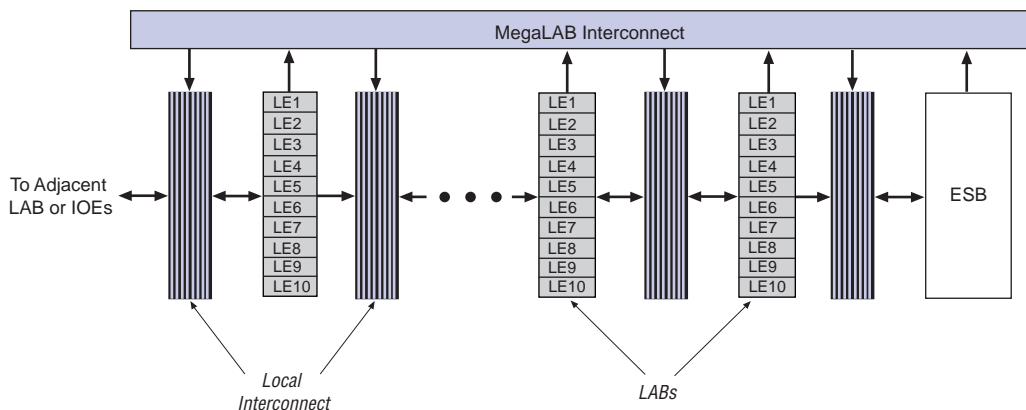 MegaLAB Interconnect
To Adjacent
LAB or IOEs
LE1
LE2
LE3
LE4
LE5
LE6
LE7
LE8
LE9
LE10
LE1
LE2
LE3
LE4
LE5
LE6
LE7
LE8
LE9
LE10
LE1
LE2
LE3
LE4
LE5
LE6
LE7
LE8
LE9
LE10
ESB
Local
Interconnect
LABs